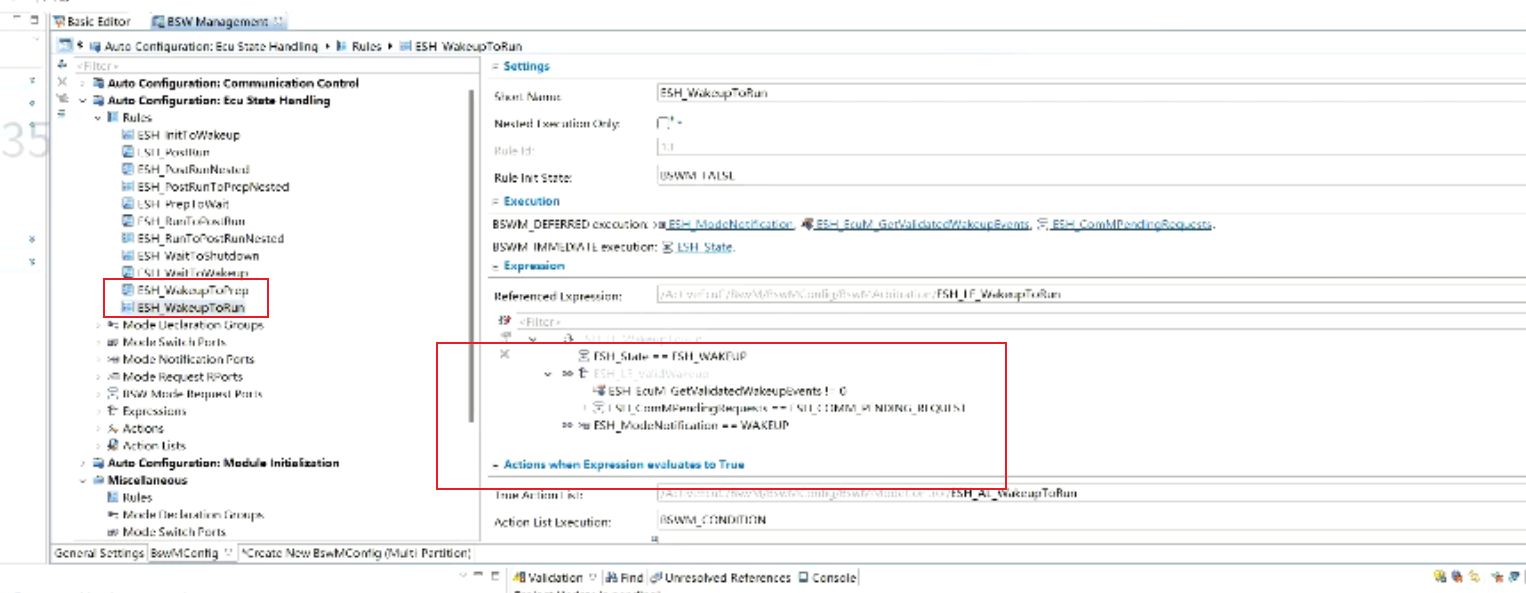 Basic Editor BSW Management
Auto Configuration: Ecu State Handling Rules ESH_WakeupToRun
<Filter>
Settings
Auto Configuration: Communication Control
Short Name: ESH_WakeupToRun
Auto Configuration: Ecu State Handling
Rules
Nested Execution Only:
35
ESH_InitToWakeup
Rule Id: 13
ESH_PostRun
ESH_PostRunNested
Rule Init State: BSWM_FALSE
ESH_PostRunToPrepNested
ESH_PrepToWait
Execution
ESH_RunToPostRun
BSWM_DEFERRED execution: ESH_ModeNotification, ESH_EcuM_GetValidatedWakeupEvents, ESH_ComMPendingRequests.
ESH_RunToPostRunNested
BSWM_IMMEDIATE execution: ESH_State.
ESH_WaitToShutdown
Expression
ESH_WaitToWakeup
ESH_WakeupToPrep
Referenced Expression: /ActiveEcuC/BswM/BswMConfig/BswMArbitration/ESH_LE_WakeupToRun
ESH_WakeupToRun
<Filter>
Mode Declaration Groups
Mode Switch Ports
ESH_State == ESH_WAKEUP
Mode Notification Ports
ESH_LE_ValidWakeup
Mode Request RPorts
ESH_EcuM_GetValidatedWakeupEvents != 0
BSW Mode Request Ports
ESH_ComMPendingRequests == ESH_COMM_PENDING_REQUEST
Expressions
ESH_ModeNotification == WAKEUP
Actions
Action Lists
Auto Configuration: Module Initialization
Actions when Expression evaluates to True
Miscellaneous
Rules
True Action List: /ActiveEcuC/BswM/BswMConfig/BswMModeControl/ESH_AL_WakeupToRun
Mode Declaration Groups
Action List Execution: BSWM_CONDITION
Mode Switch Ports
General Settings BswMConfig *Create New BswMConfig (Multi Partition)
Validation Find Unresolved References Console